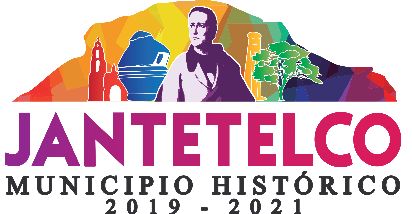 JANTETELCO
MUNICIPIO HISTÓRICO
2019 - 2021